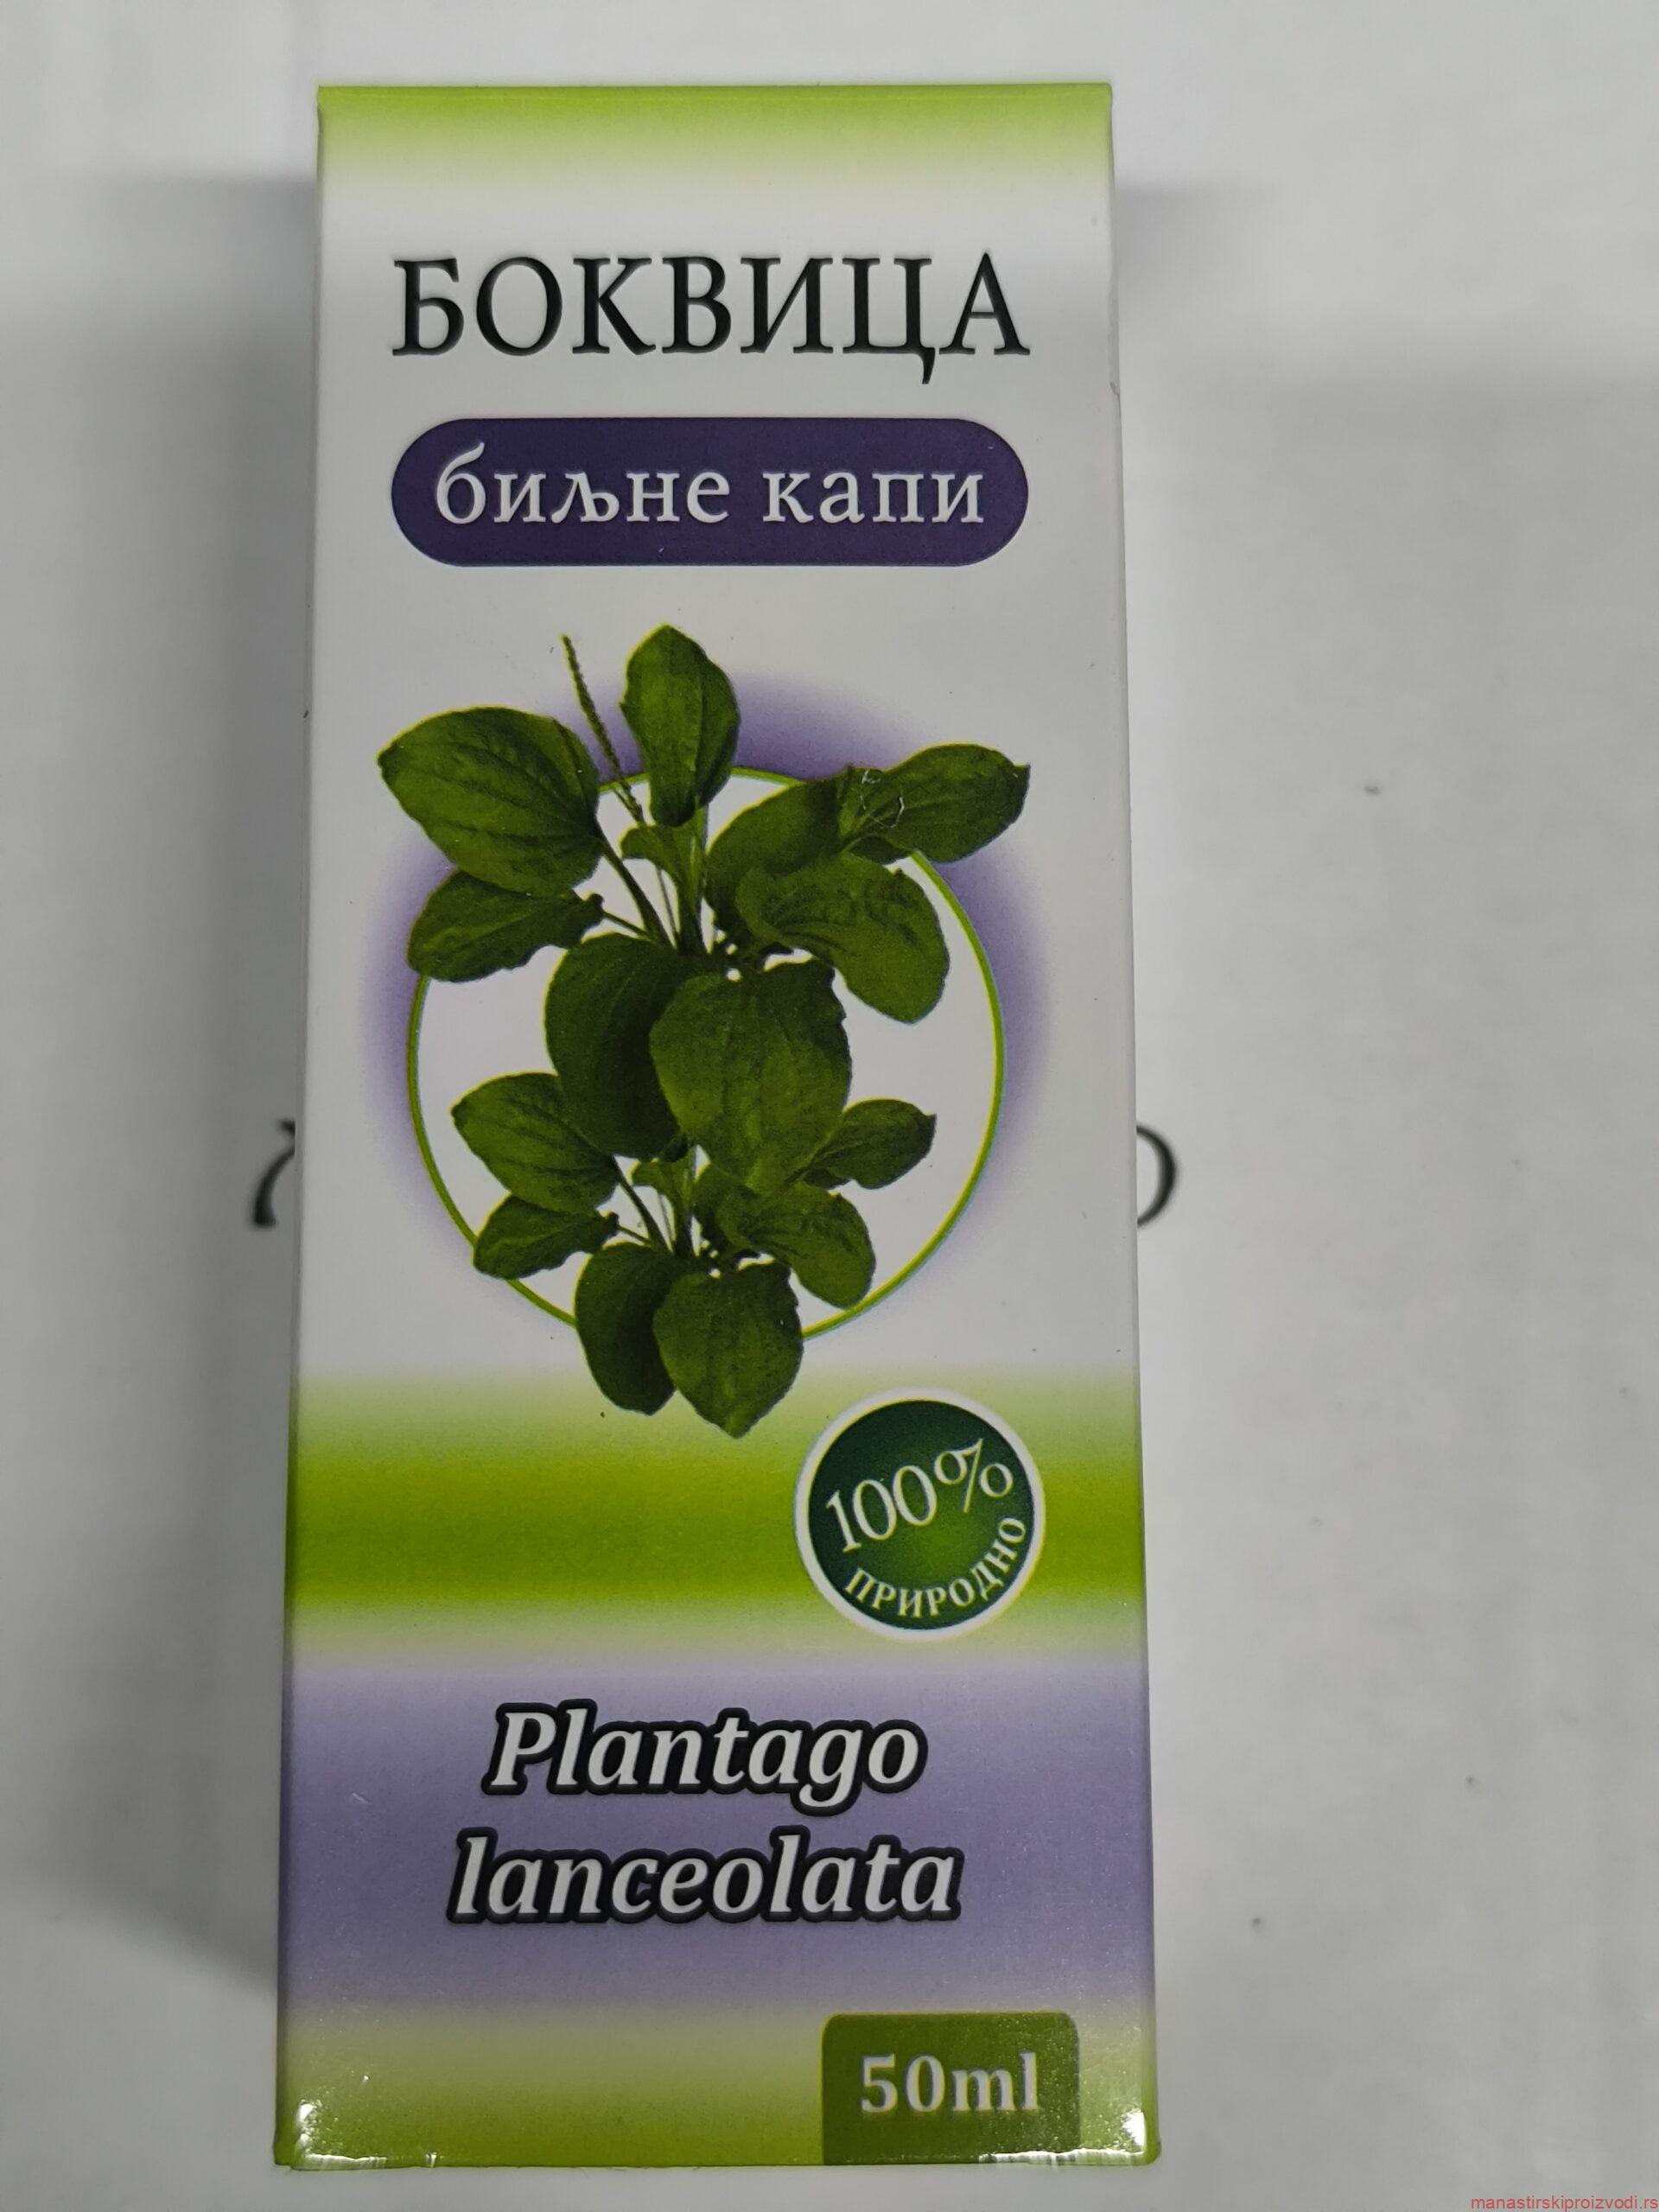 БОКВИЦА
биљне капи
100%
ПРИРОДНО
Plantago
lanceolata
50ml
manastirskiproizvodi.rs